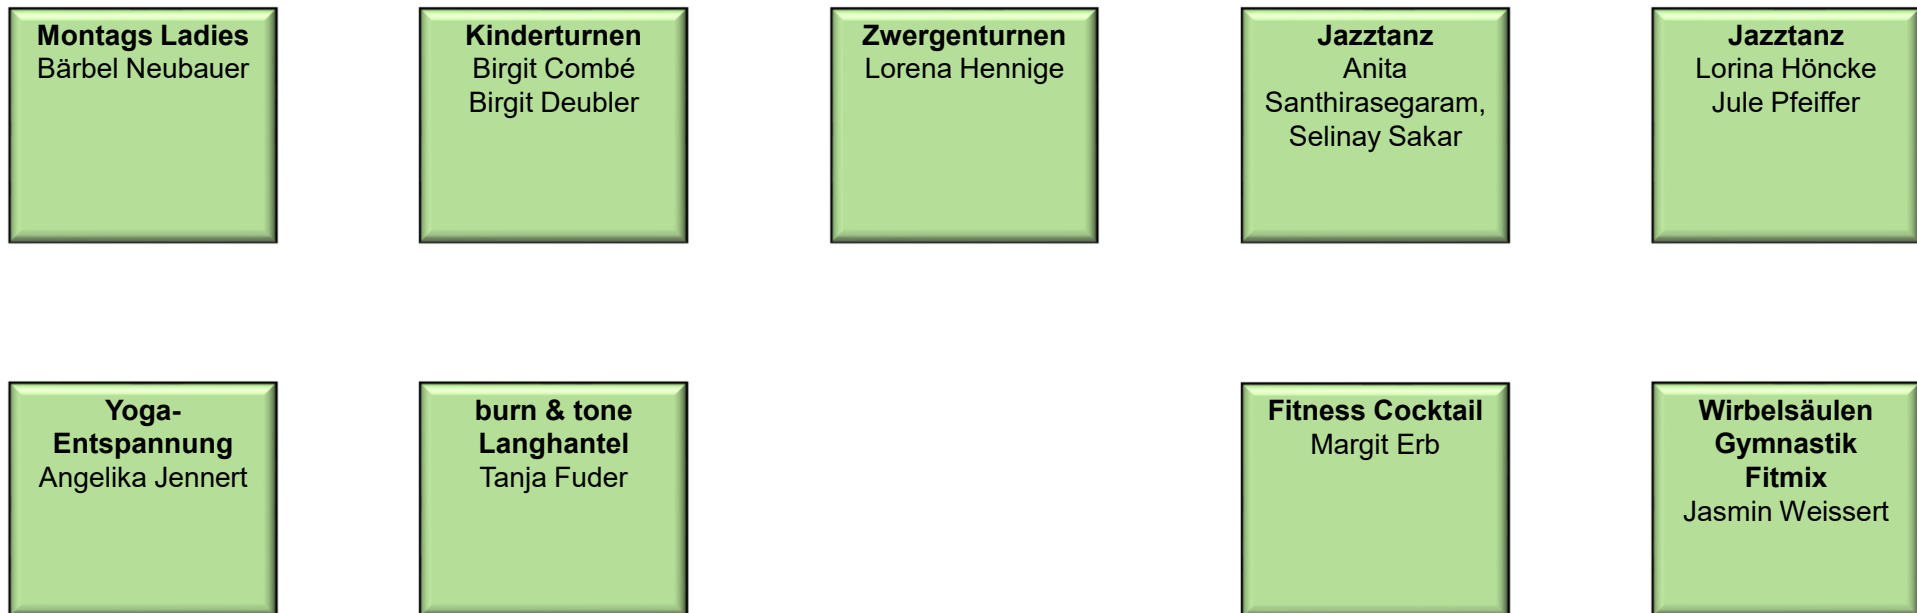 Montags Ladies
Bärbel Neubauer
Kinderturnen
Birgit Combé
Birgit Deubler
Zwergenturnen
Lorena Hennige
Jazztanz
Anita
Santhirasegaram,
Selinay Sakar
Jazztanz
Lorina Höncke
Jule Pfeiffer
Yoga-
Entspannung
Angelika Jennert
burn & tone
Langhantel
Tanja Fuder
Fitness Cocktail
Margit Erb
Wirbelsäulen
Gymnastik
Fitmix
Jasmin Weissert